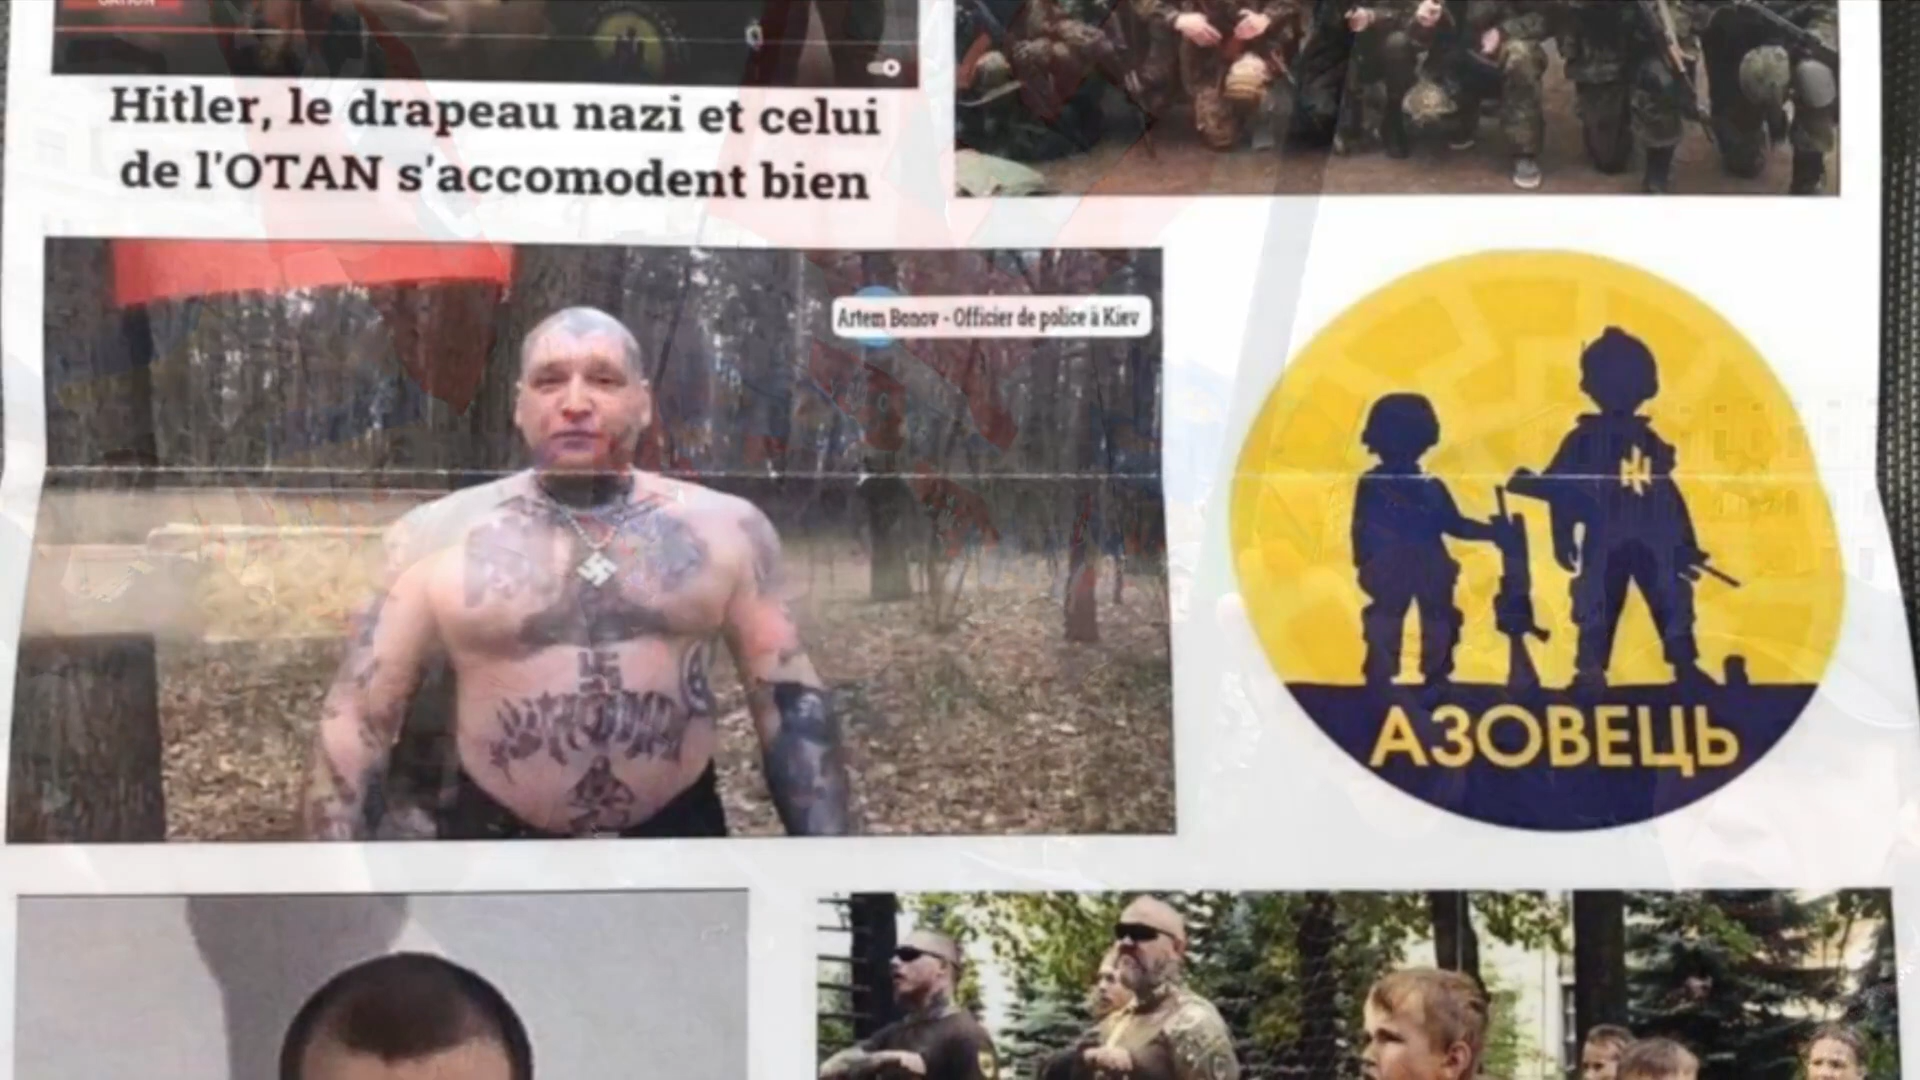 Hitler, le drapeau nazi et celui
de l'OTAN s'accomodent bien
Artem Bonov - Officier de police à Kiev
АЗОВЕЦЬ